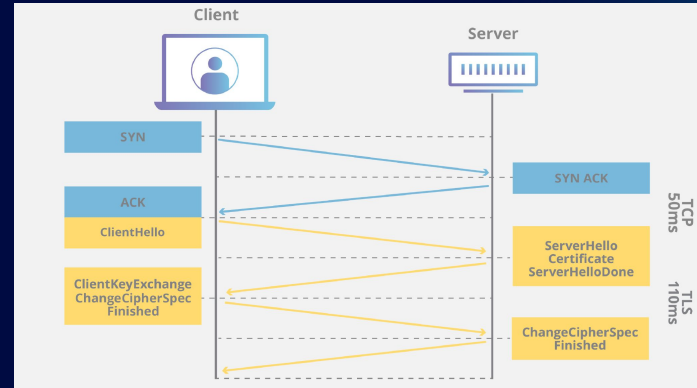 Client
Server
SYN
SYN ACK
ACK
ClientHello
ServerHello
Certificate
ServerHelloDone
ClientKeyExchange
ChangeCipherSpec
Finished
ChangeCipherSpec
Finished
TCP
50ms
TLS
110ms